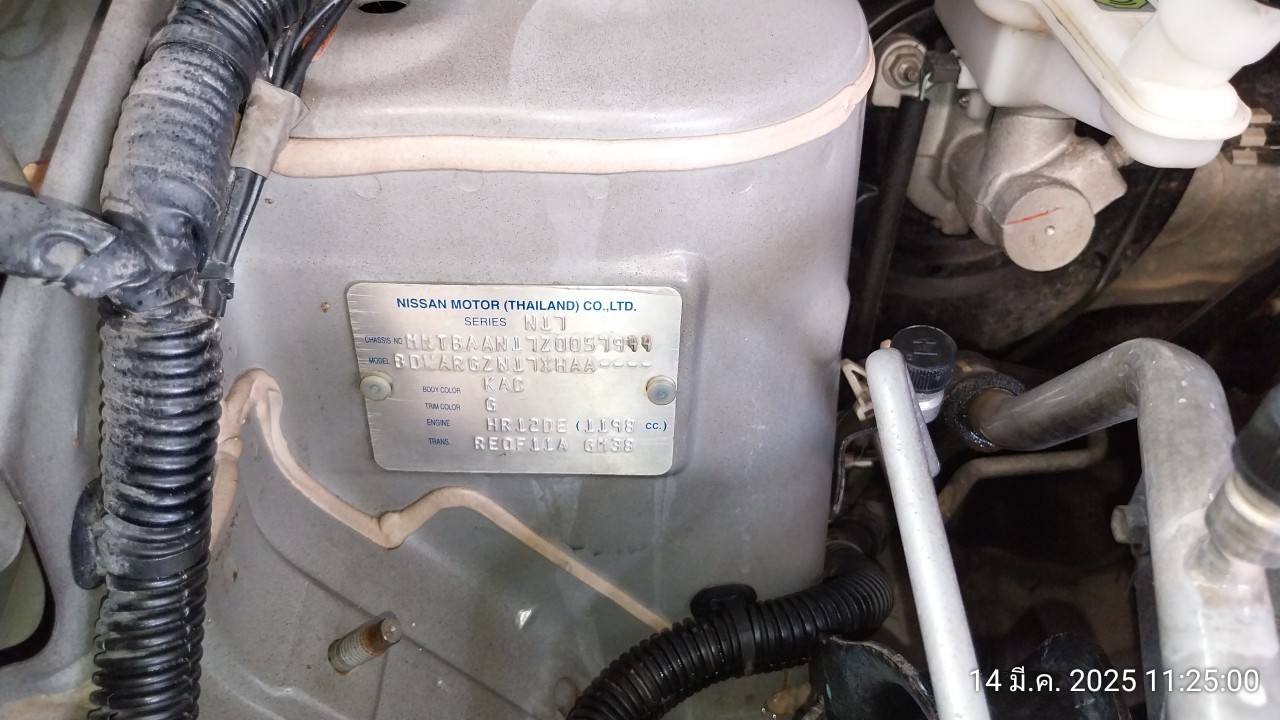 NISSAN MOTOR (THAILAND) CO.,LTD.
SERIES N17
CHASSIS NO MNTBAAN17Z0057944
MODEL BDWARGZN17XHAA----
BODY COLOR KAC
TRIM COLOR G
ENGINE HR12DE (1198 CC.)
TRANS. RE0F11A GM38
14 มี.ค. 2025 11:25:00